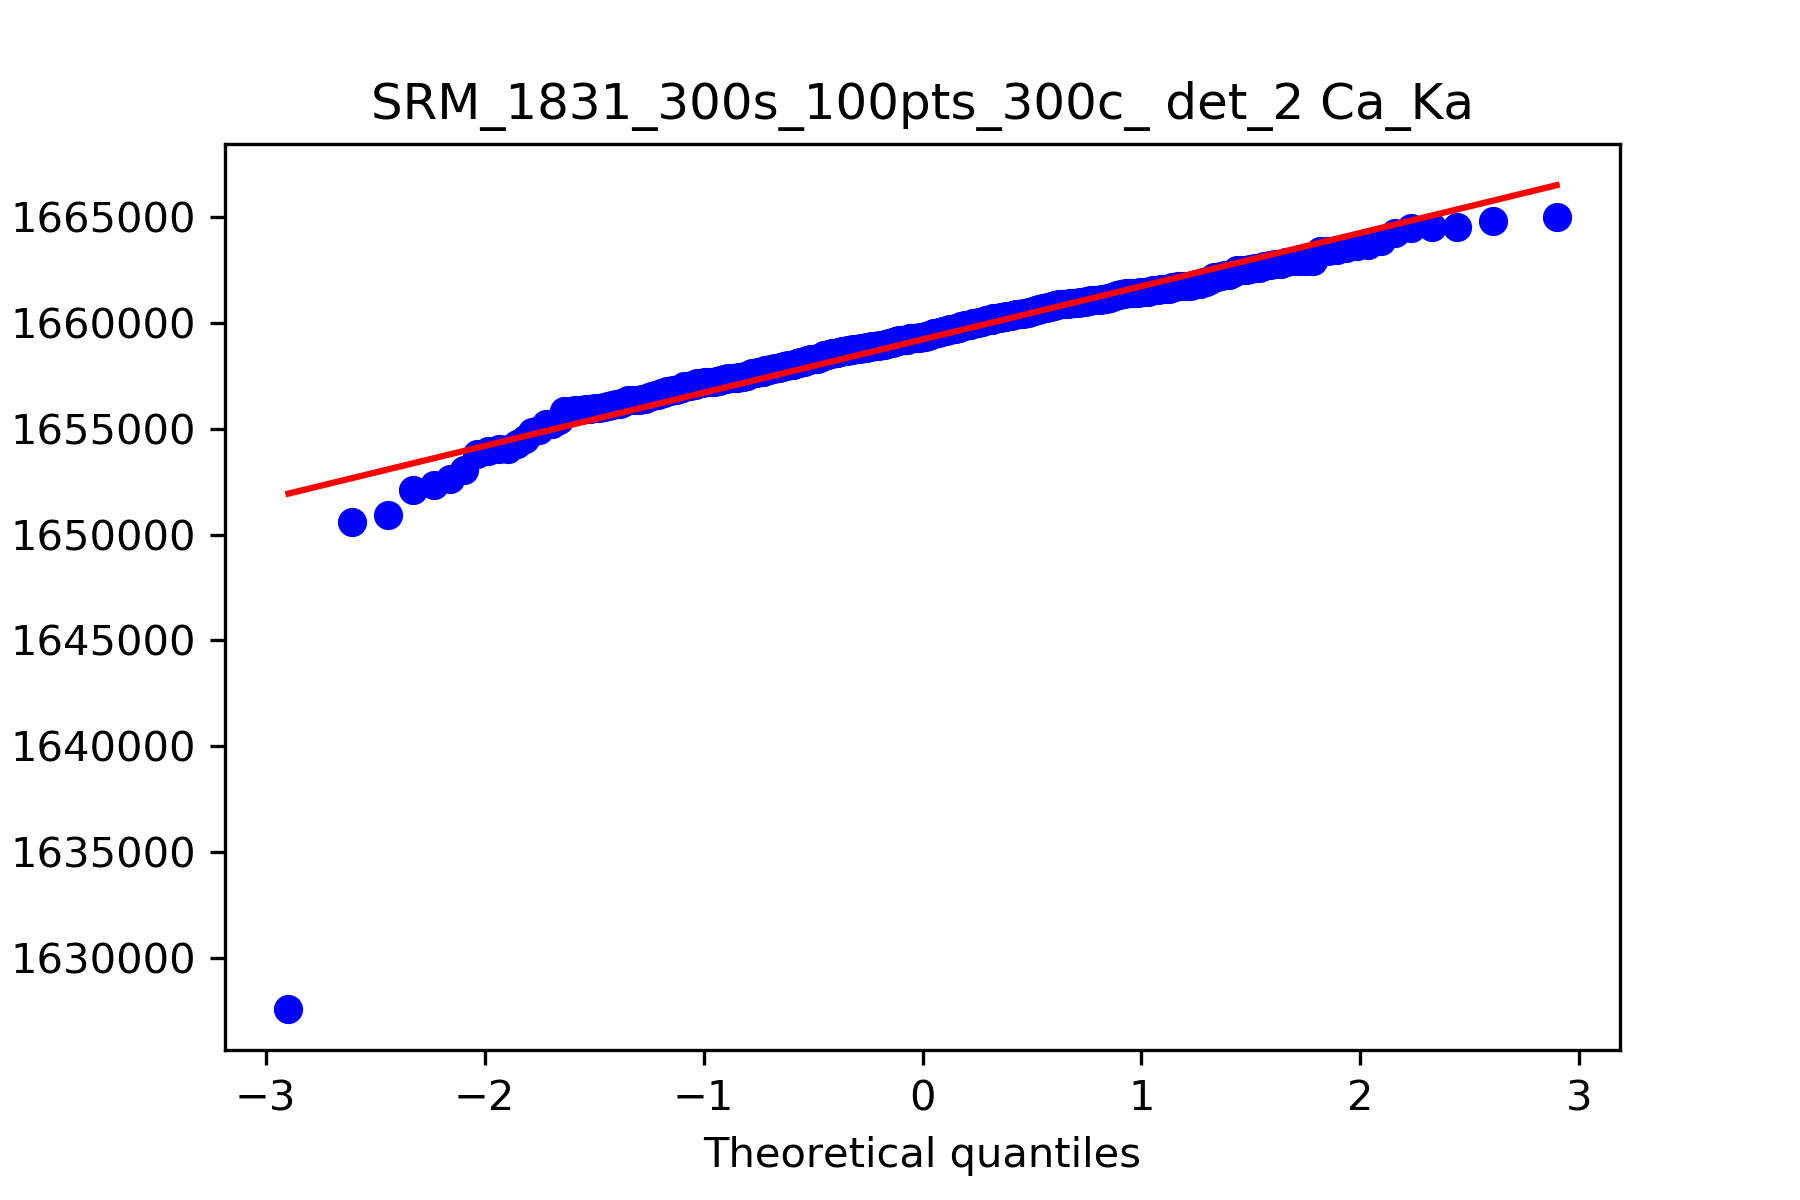 SRM_1831_300s_100pts_300c_ det_2 Ca_Ka
1665000
1660000
1655000
1650000
1645000
1640000
1635000
1630000
−3 −2 −1 0 1 2 3
Theoretical quantiles